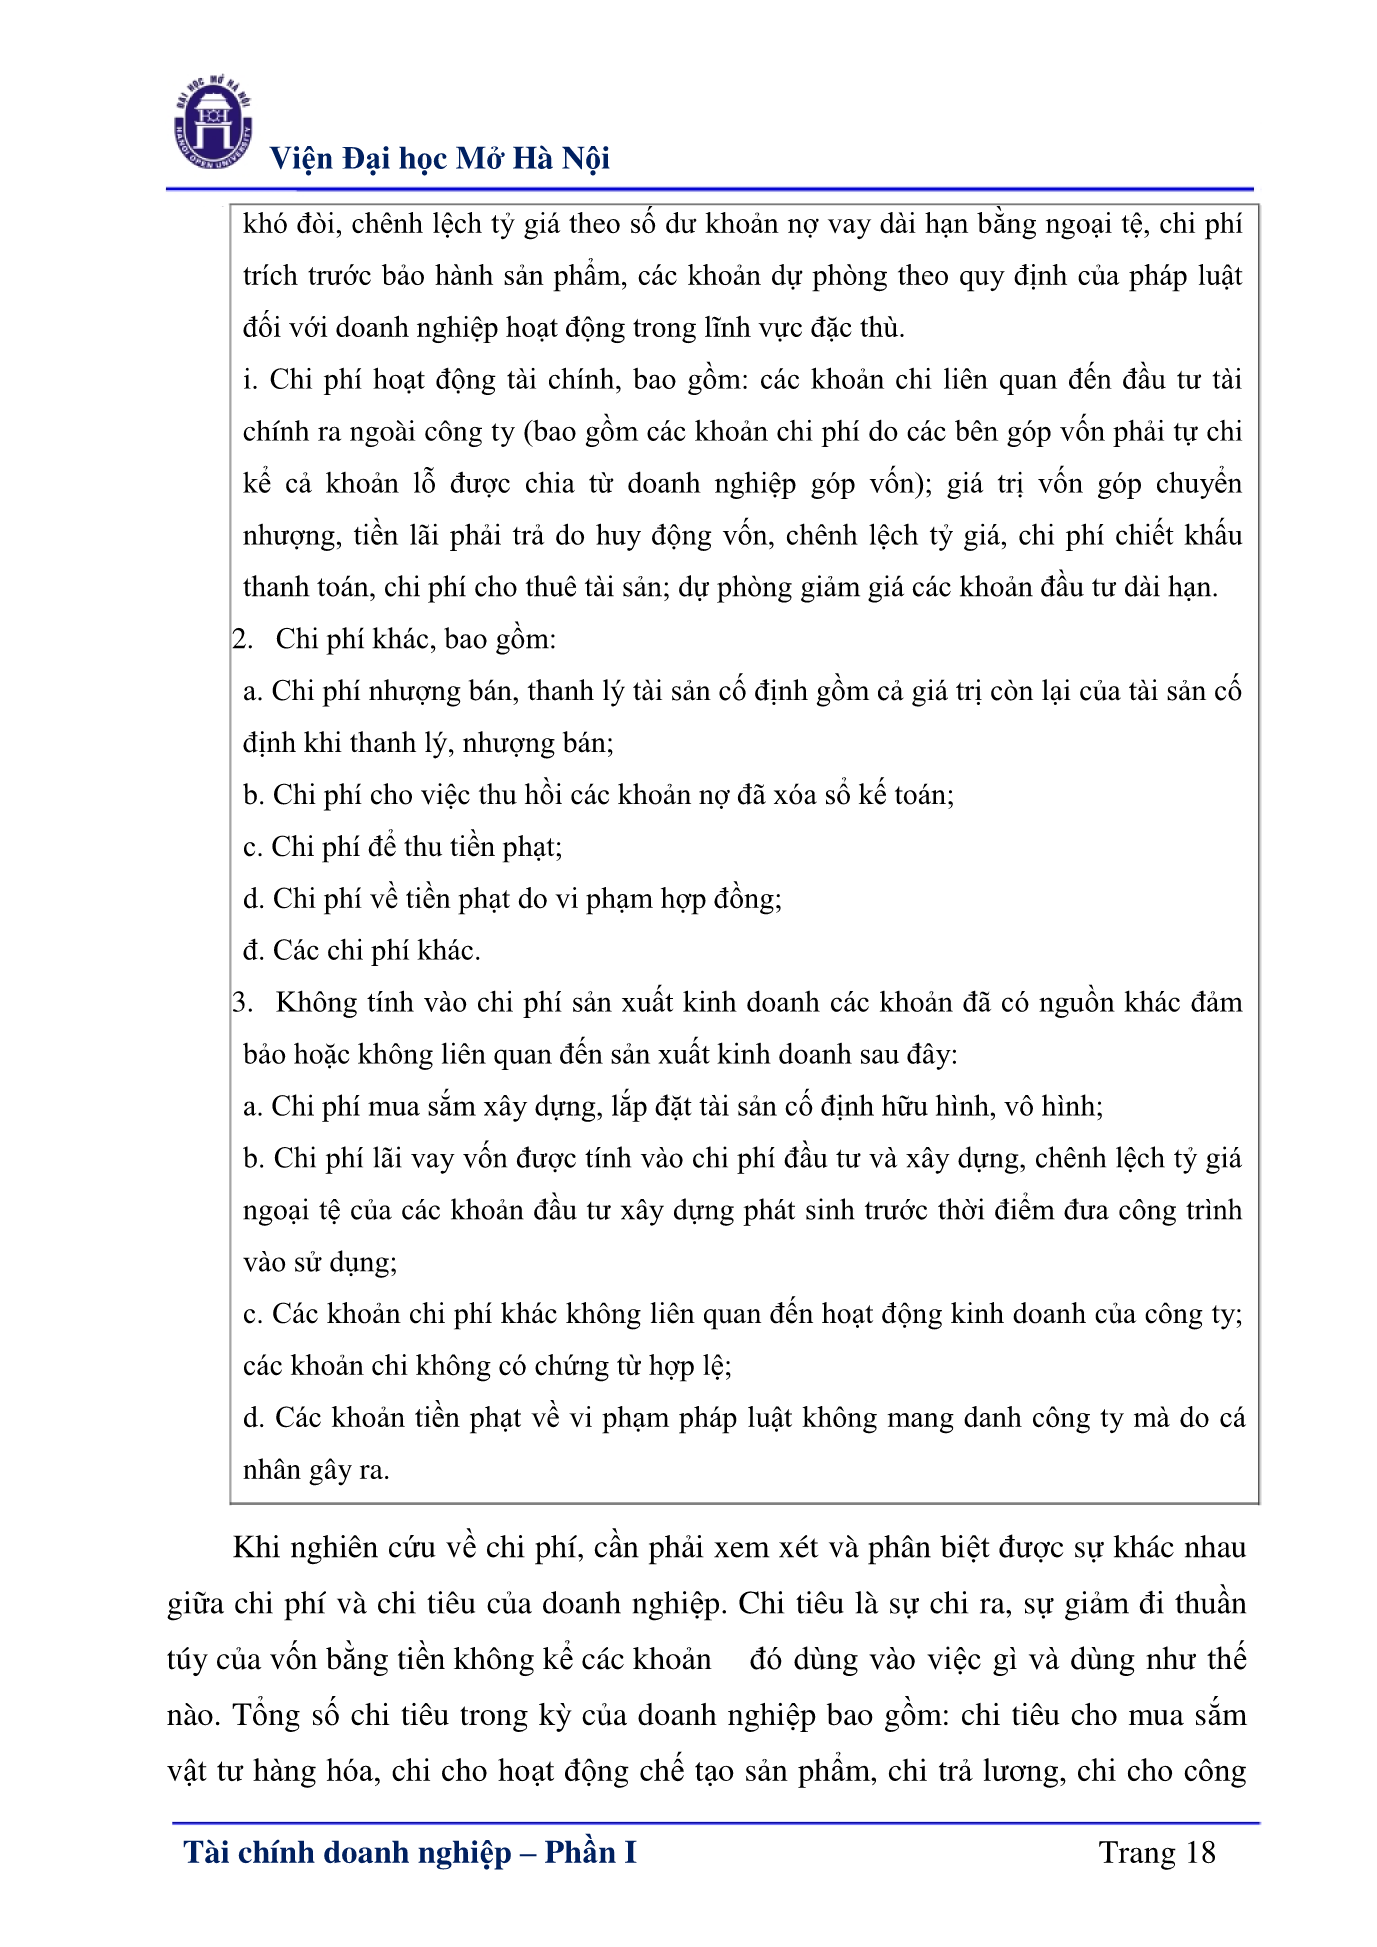 ĐẠI HỌC MỞ HÀ NỘI
HANOI OPEN UNIVERSITY
Viện Đại học Mở Hà Nội
khó đòi, chênh lệch tỷ giá theo số dư khoản nợ vay dài hạn bằng ngoại tệ, chi phí
trích trước bảo hành sản phẩm, các khoản dự phòng theo quy định của pháp luật
đối với doanh nghiệp hoạt động trong lĩnh vực đặc thù.
i. Chi phí hoạt động tài chính, bao gồm: các khoản chi liên quan đến đầu tư tài
chính ra ngoài công ty (bao gồm các khoản chi phí do các bên góp vốn phải tự chi
kể cả khoản lỗ được chia từ doanh nghiệp góp vốn); giá trị vốn góp chuyển
nhượng, tiền lãi phải trả do huy động vốn, chênh lệch tỷ giá, chi phí chiết khấu
thanh toán, chi phí cho thuê tài sản; dự phòng giảm giá các khoản đầu tư dài hạn.
2. Chi phí khác, bao gồm:
a. Chi phí nhượng bán, thanh lý tài sản cố định gồm cả giá trị còn lại của tài sản cố
định khi thanh lý, nhượng bán;
b. Chi phí cho việc thu hồi các khoản nợ đã xóa sổ kế toán;
c. Chi phí để thu tiền phạt;
d. Chi phí về tiền phạt do vi phạm hợp đồng;
đ. Các chi phí khác.
3. Không tính vào chi phí sản xuất kinh doanh các khoản đã có nguồn khác đảm
bảo hoặc không liên quan đến sản xuất kinh doanh sau đây:
a. Chi phí mua sắm xây dựng, lắp đặt tài sản cố định hữu hình, vô hình;
b. Chi phí lãi vay vốn được tính vào chi phí đầu tư và xây dựng, chênh lệch tỷ giá
ngoại tệ của các khoản đầu tư xây dựng phát sinh trước thời điểm đưa công trình
vào sử dụng;
c. Các khoản chi phí khác không liên quan đến hoạt động kinh doanh của công ty;
các khoản chi không có chứng từ hợp lệ;
d. Các khoản tiền phạt về vi phạm pháp luật không mang danh công ty mà do cá
nhân gây ra.
Khi nghiên cứu về chi phí, cần phải xem xét và phân biệt được sự khác nhau
giữa chi phí và chi tiêu của doanh nghiệp. Chi tiêu là sự chi ra, sự giảm đi thuần
túy của vốn bằng tiền không kể các khoản đó dùng vào việc gì và dùng như thế
nào. Tổng số chi tiêu trong kỳ của doanh nghiệp bao gồm: chi tiêu cho mua sắm
vật tư hàng hóa, chi cho hoạt động chế tạo sản phẩm, chi trả lương, chi cho công
Tài chính doanh nghiệp – Phần I
Trang 18